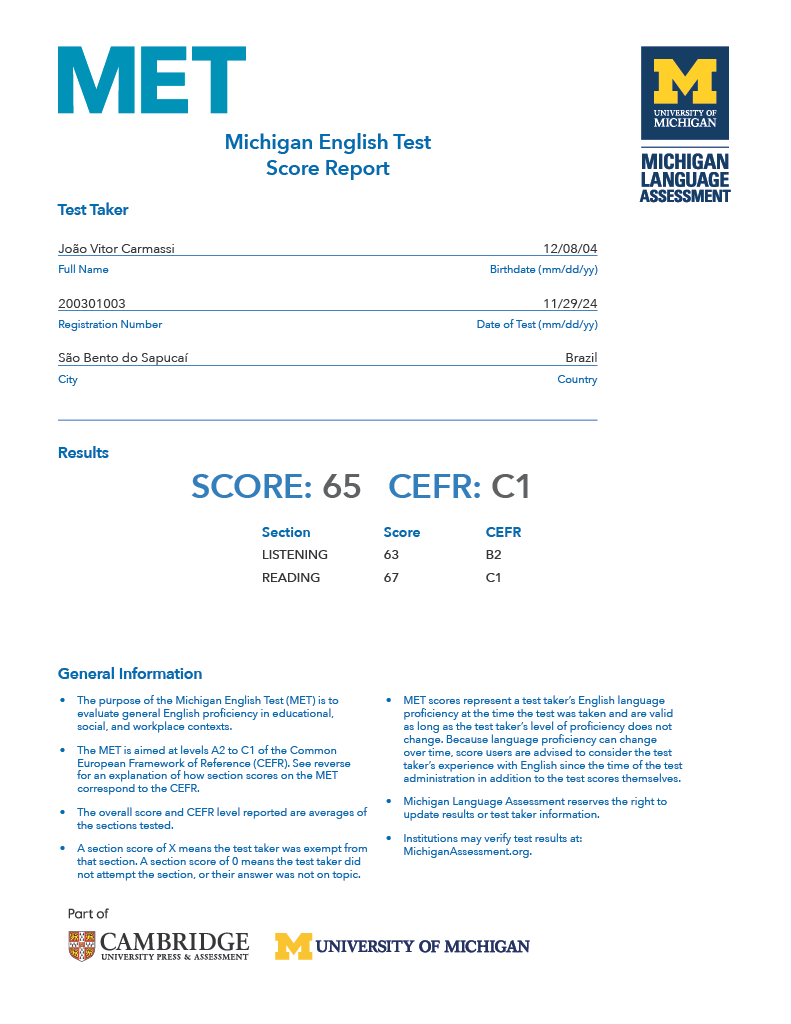 MET
M
UNIVERSITY OF
MICHIGAN
MICHIGAN
LANGUAGE
ASSESSMENT
Michigan English Test
Score Report
Test Taker
João Vitor Carmassi 12/08/04
Full Name Birthdate (mm/dd/yy)
200301003 11/29/24
Registration Number Date of Test (mm/dd/yy)
São Bento do Sapucaí Brazil
City Country
Results
SCORE: 65 CEFR: C1
Section Score CEFR
LISTENING 63 B2
READING 67 C1
General Information
• The purpose of the Michigan English Test (MET) is to
evaluate general English proficiency in educational,
social, and workplace contexts.
• The MET is aimed at levels A2 to C1 of the Common
European Framework of Reference (CEFR). See reverse
for an explanation of how section scores on the MET
correspond to the CEFR.
• The overall score and CEFR level reported are averages of
the sections tested.
• A section score of X means the test taker was exempt from
that section. A section score of 0 means the test taker did
not attempt the section, or their answer was not on topic.
• MET scores represent a test taker’s English language
proficiency at the time the test was taken and are valid
as long as the test taker’s level of proficiency does not
change. Because language proficiency can change
over time, score users are advised to consider the test
taker’s experience with English since the time of the test
administration in addition to the test scores themselves.
• Michigan Language Assessment reserves the right to
update results or test taker information.
• Institutions may verify test results at:
MichiganAssessment.org.
Part of
CAMBRIDGE
UNIVERSITY PRESS & ASSESSMENT
M UNIVERSITY OF MICHIGAN